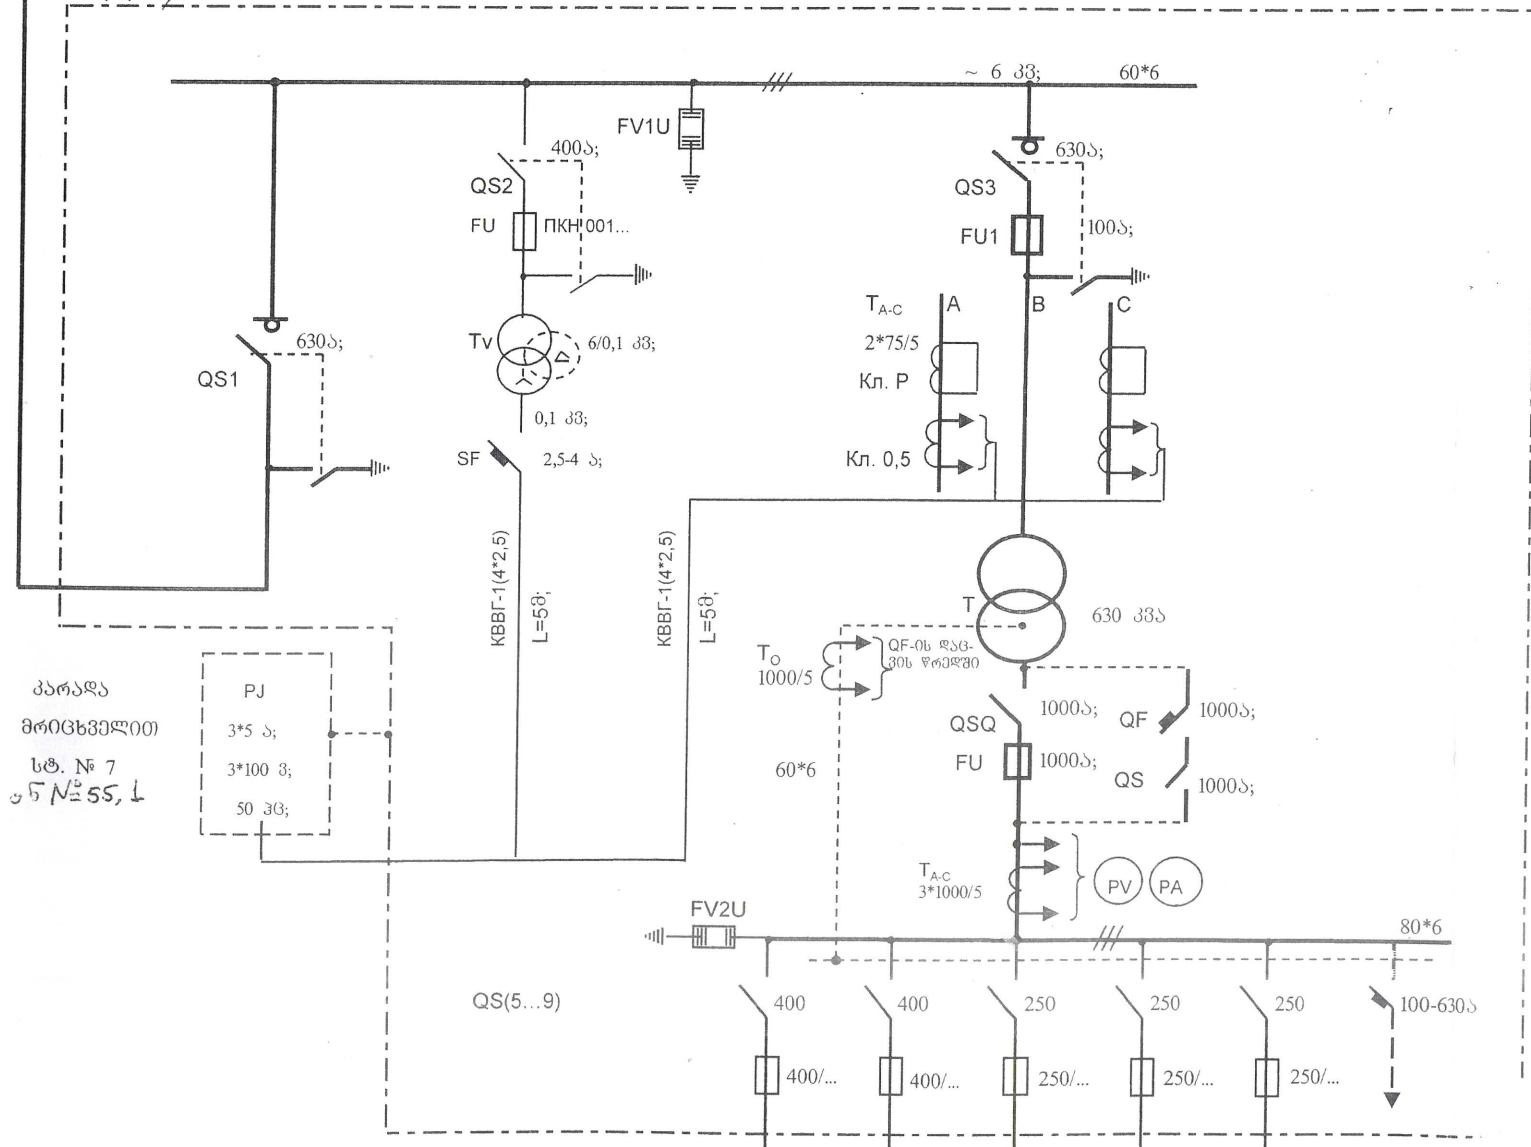 ~ 6 კვ;
60*6
FV1U
400ა;
QS2
FU
ПКН 001...
630ა;
QS3
100ა;
FU1
TA-C
A
B
C
2*75/5
Кл. P
Кл. 0,5
630ა;
QS1
Tv
6/0,1 კვ;
0,1 კვ;
SF
2,5-4 ა;
КВВГ-1(4*2,5)
L=5მ;
КВВГ-1(4*2,5)
L=5მ;
T
630 კვა
TO
1000/5
QF-ის დაც-
ვის წრედში
კარადა
მრიცხველით
სტ. № 7
№ 55,1
PJ
3*5 ა;
3*100 ვ;
50 ჰც;
QSQ
1000ა;
QF
1000ა;
FU
1000ა;
QS
1000ა;
60*6
TA-C
3*1000/5
PV
PA
FV2U
80*6
QS(5...9)
400
400
250
250
250
100-630ა
400/...
400/...
250/...
250/...
250/...